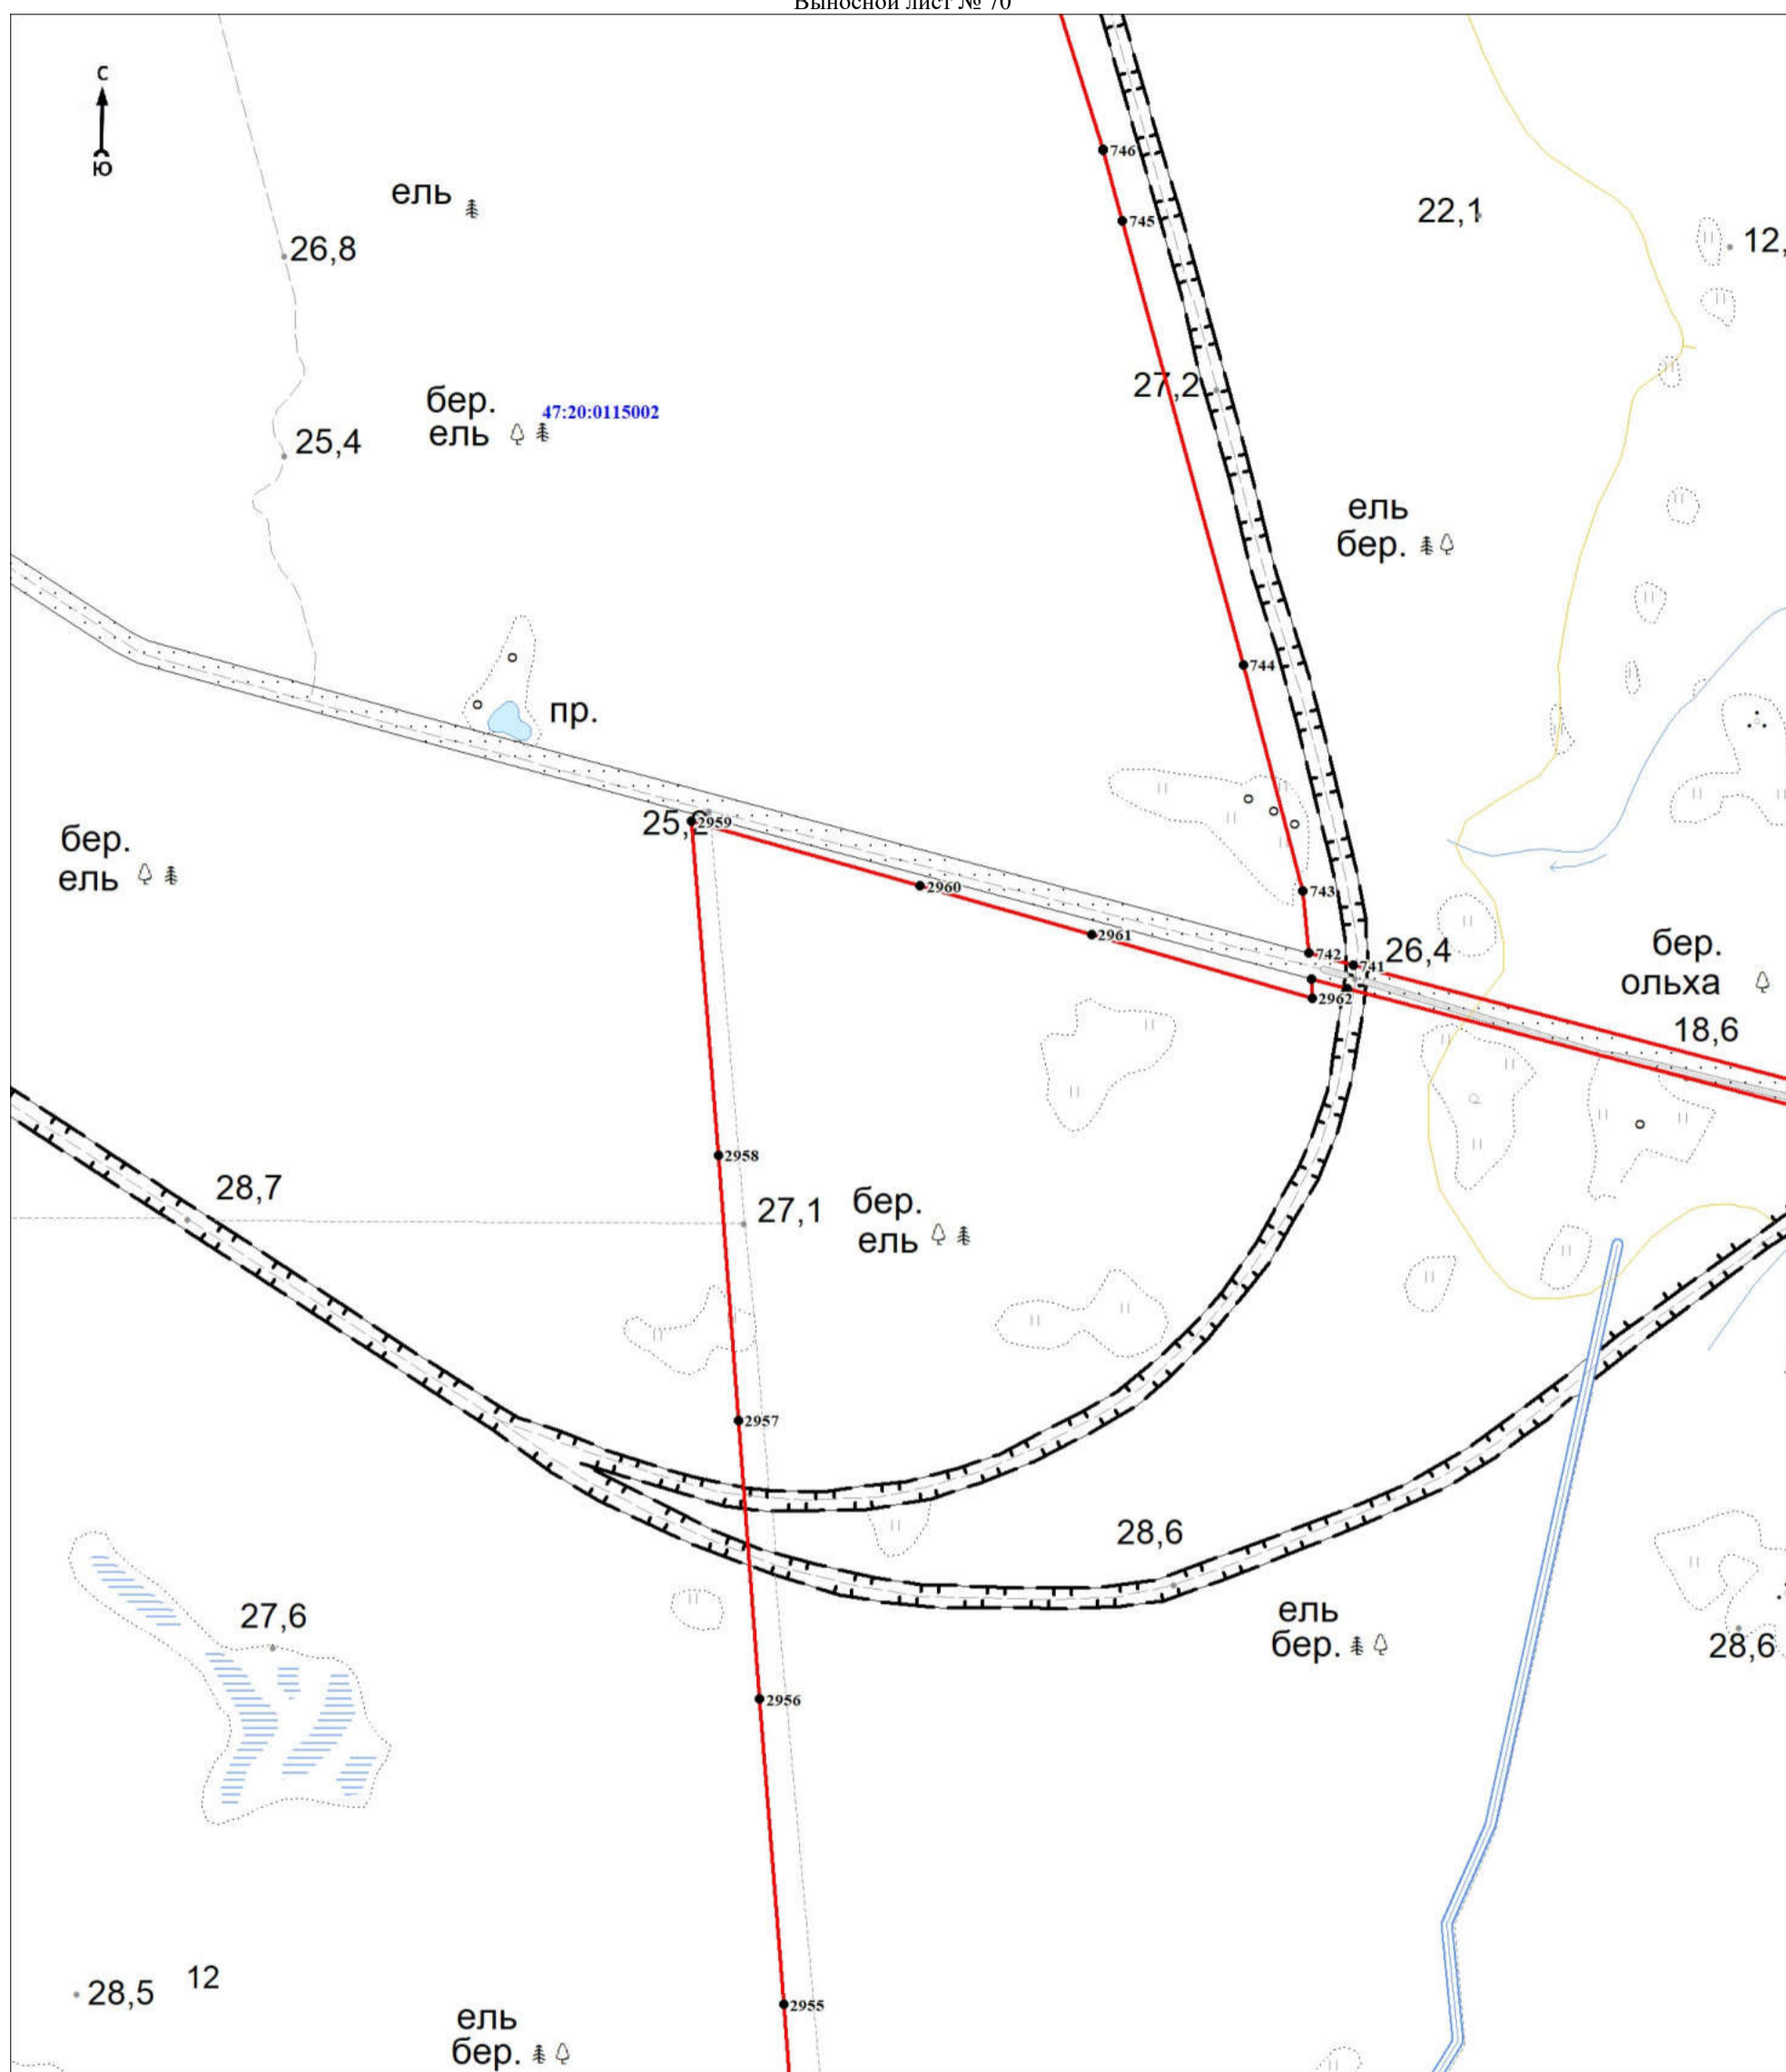 Выносной лист № 70
С
Ю
746
ель
745
22,1
26,8
12,
27,2
бер.
ель
47:20:0115002
25,4
ель
бер.
744
пр.
25,
2959
бер.
ель
2960
743
2961
742
741
26,4
бер.
ольха
2962
18,6
2958
28,7
27,1
бер.
ель
2957
28,6
27,6
ель
бер.
28,6
2956
28,5
12
2955
ель
бер.